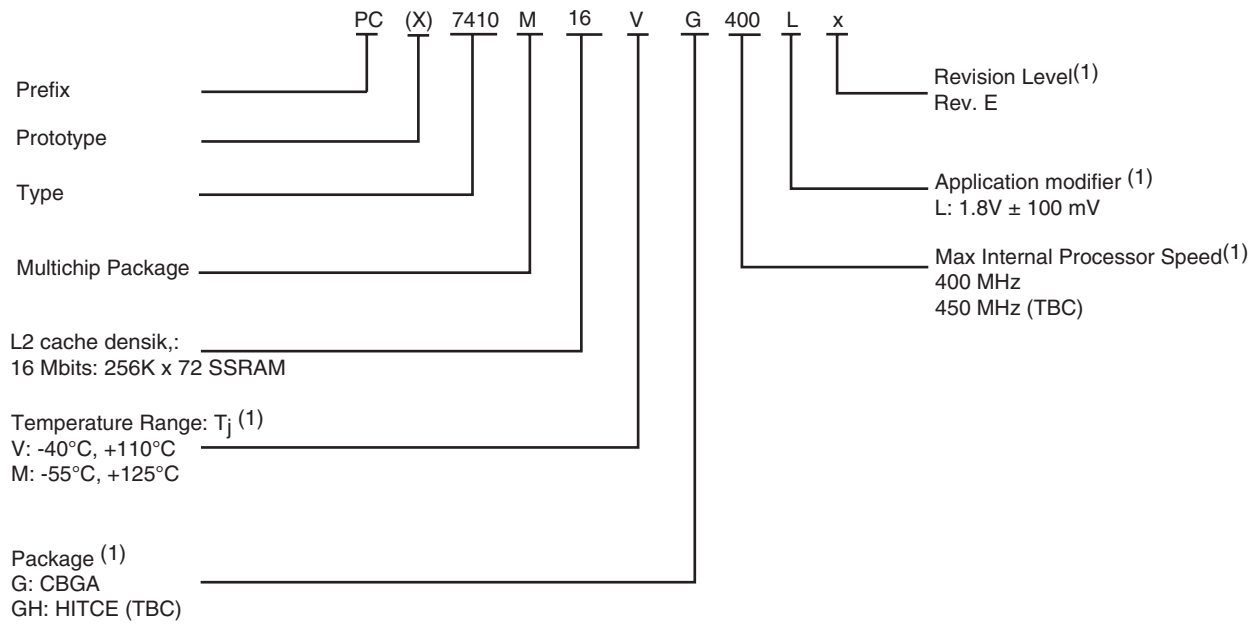 PC (X) 7410 M 16 V G 400 L x
Prefix
Prototype
Type
Multichip Package
L2 cache densik,:
16 Mbits: 256K x 72 SSRAM
Temperature Range: Tj (1)
V: -40°C, +110°C
M: -55°C, +125°C
Package (1)
G: CBGA
GH: HITCE (TBC)
Revision Level(1)
Rev. E
Application modifier (1)
L: 1.8V ± 100 mV
Max Internal Processor Speed(1)
400 MHz
450 MHz (TBC)